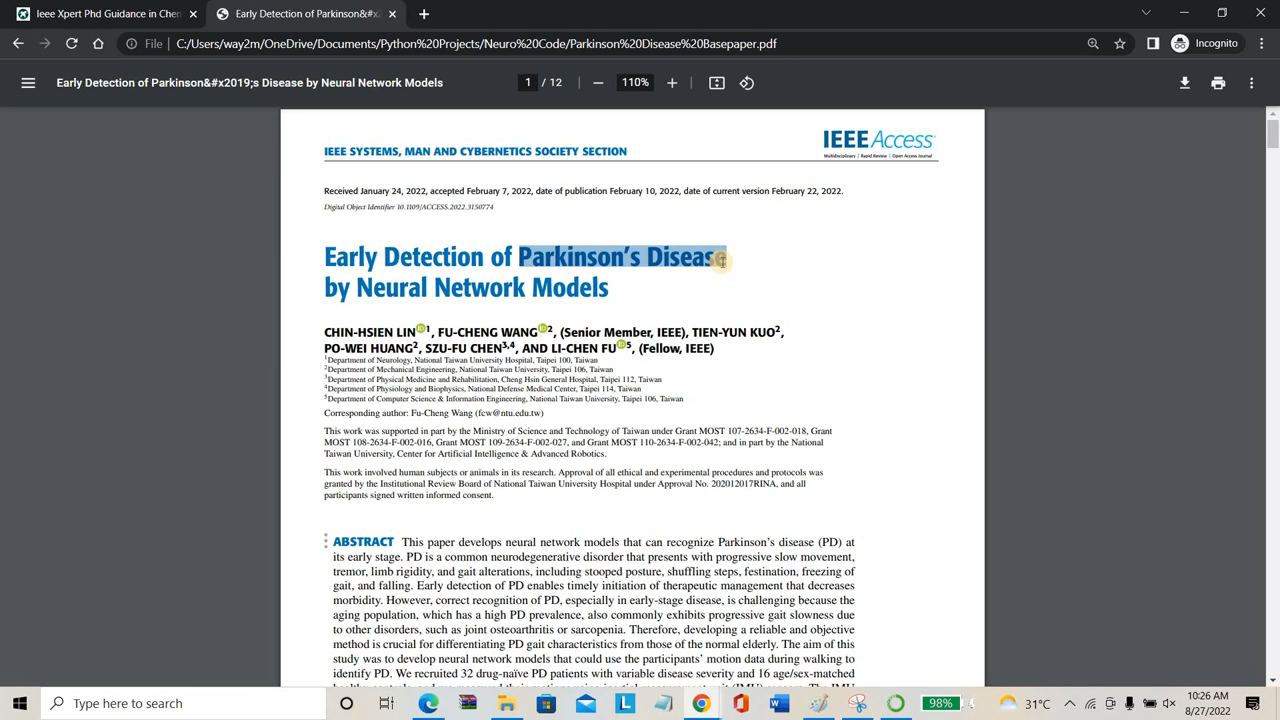 Ieee Xpert Phd Guidance in Chen
Early Detection of Parkinson&#x2
File
C:/Users/way2m/OneDrive/Documents/Python%20Projects/Neuro%20Code/Parkinson%20Disease%20Basepaper.pdf
Incognito
Early Detection of Parkinson&#x2019;s Disease by Neural Network Models
1 / 12
110%
IEEE Access
Multidisciplinary | Rapid Review | Open Access Journal
IEEE SYSTEMS, MAN AND CYBERNETICS SOCIETY SECTION
Received January 24, 2022, accepted February 7, 2022, date of publication February 10, 2022, date of current version February 22, 2022.
Digital Object Identifier 10.1109/ACCESS.2022.3150774
Early Detection of Parkinson’s Disease
by Neural Network Models
CHIN-HSIEN LIN 1, FU-CHENG WANG 2, (Senior Member, IEEE), TIEN-YUN KUO2,
PO-WEI HUANG2, SZU-FU CHEN3,4, AND LI-CHEN FU 5, (Fellow, IEEE)
1Department of Neurology, National Taiwan University Hospital, Taipei 100, Taiwan
2Department of Mechanical Engineering, National Taiwan University, Taipei 106, Taiwan
3Department of Physical Medicine and Rehabilitation, Cheng Hsin General Hospital, Taipei 112, Taiwan
4Department of Physiology and Biophysics, National Defense Medical Center, Taipei 114, Taiwan
5Department of Computer Science & Information Engineering, National Taiwan University, Taipei 106, Taiwan
Corresponding author: Fu-Cheng Wang (fcw@ntu.edu.tw)
This work was supported in part by the Ministry of Science and Technology of Taiwan under Grant MOST 107-2634-F-002-018, Grant
MOST 108-2634-F-002-016, Grant MOST 109-2634-F-002-027, and Grant MOST 110-2634-F-002-042; and in part by the National
Taiwan University, Center for Artificial Intelligence & Advanced Robotics.
This work involved human subjects or animals in its research. Approval of all ethical and experimental procedures and protocols was
granted by the Institutional Review Board of National Taiwan University Hospital under Approval No. 202012017RINA, and all
participants signed written informed consent.
ABSTRACT This paper develops neural network models that can recognize Parkinson’s disease (PD) at
its early stage. PD is a common neurodegenerative disorder that presents with progressive slow movement,
tremor, limb rigidity, and gait alterations, including stooped posture, shuffling steps, festination, freezing of
gait, and falling. Early detection of PD enables timely initiation of therapeutic management that decreases
morbidity. However, correct recognition of PD, especially in early-stage disease, is challenging because the
aging population, which has a high PD prevalence, also commonly exhibits progressive gait slowness due
to other disorders, such as joint osteoarthritis or sarcopenia. Therefore, developing a reliable and objective
method is crucial for differentiating PD gait characteristics from those of the normal elderly. The aim of this
study was to develop neural network models that could use the participants’ motion data during walking to
identify PD. We recruited 32 drug-naïve PD patients with variable disease severity and 16 age/sex-matched
Type here to search
98%
31°C
10:26 AM
8/27/2022